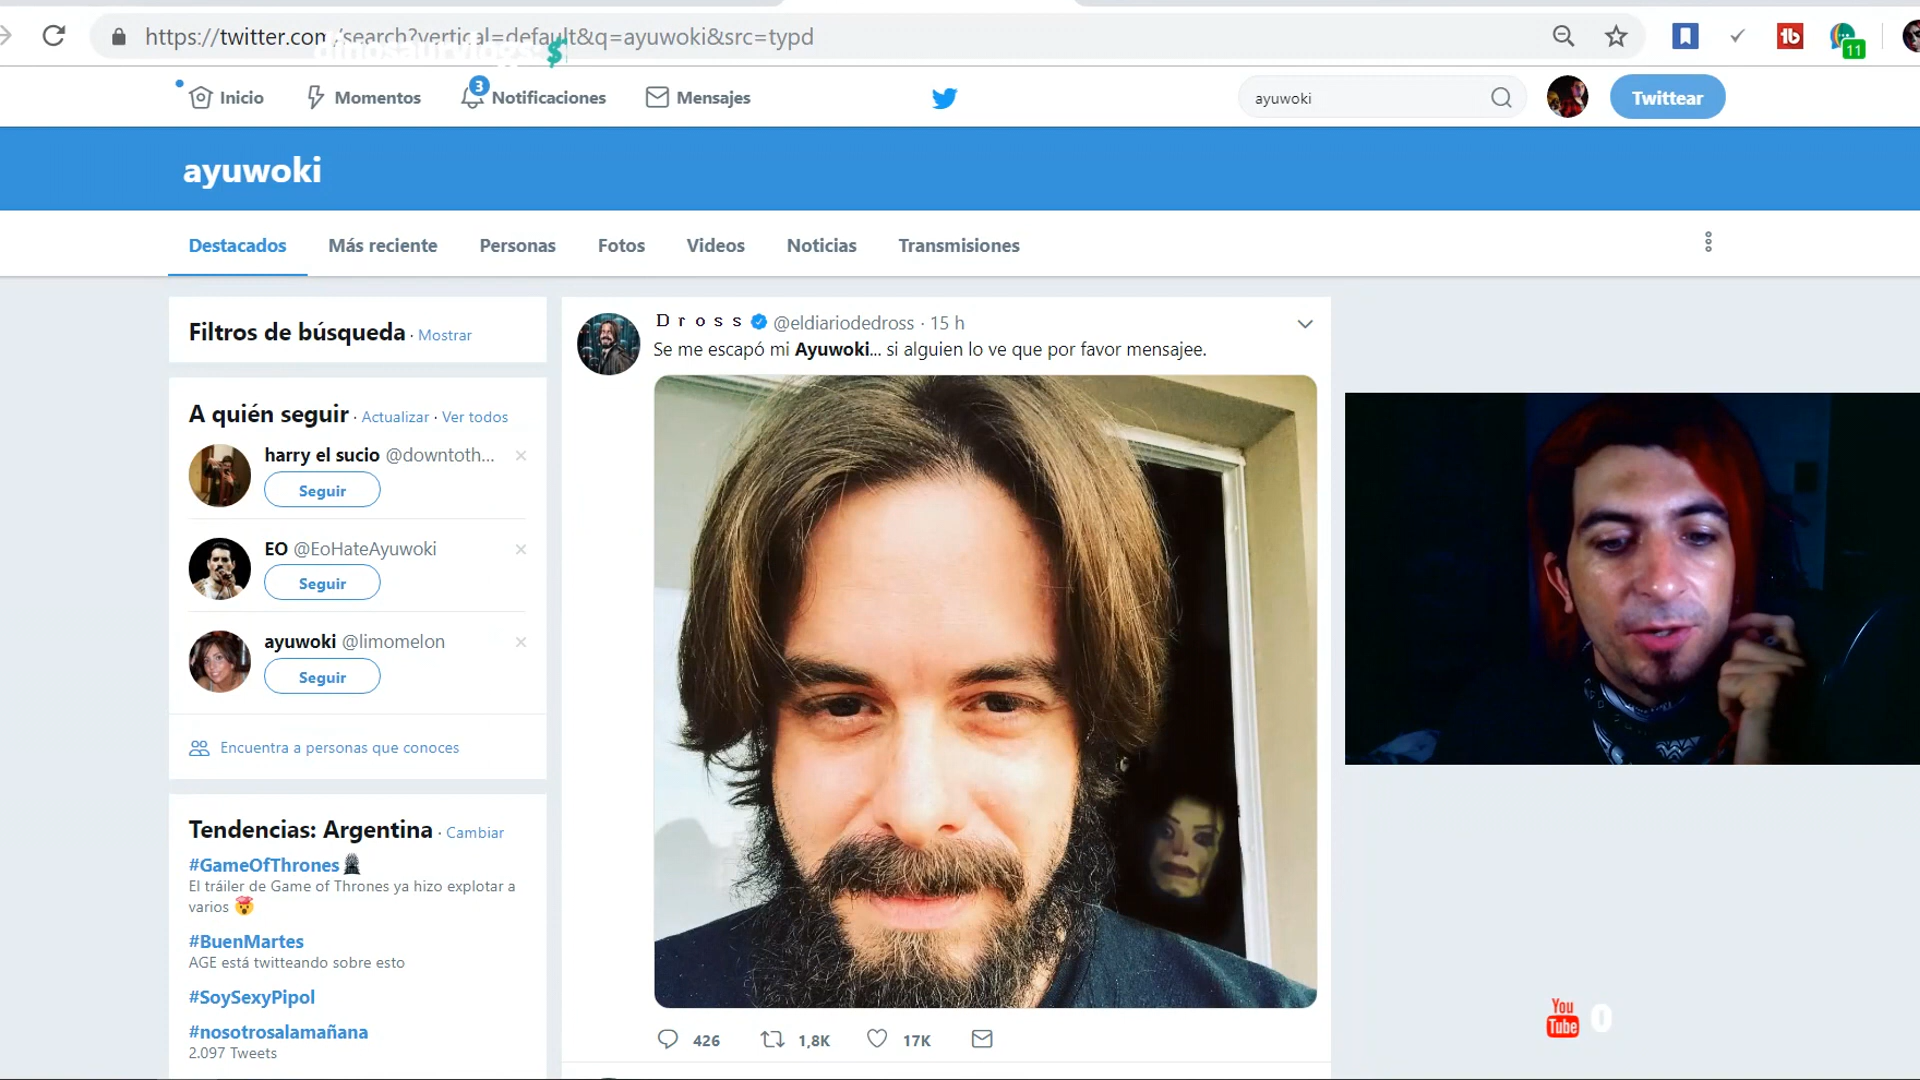 https://twitter.com/search?vertical=default&q=ayuwoki&src=typd
dinosaurvlogs: $
11
Inicio
Momentos
3
Notificaciones
Mensajes
ayuwoki
Twittear
ayuwoki
Destacados
Más reciente
Personas
Fotos
Videos
Noticias
Transmisiones
Filtros de búsqueda · Mostrar
A quién seguir · Actualizar · Ver todos
harry el sucio @downtoth...
Seguir
EO @EoHateAyuwoki
Seguir
ayuwoki @limomelon
Seguir
Encuentra a personas que conoces
Tendencias: Argentina · Cambiar
#GameOfThrones
El tráiler de Game of Thrones ya hizo explotar a
varios 🤯
#BuenMartes
AGE está twitteando sobre esto
#SoySexyPipol
#nosotrosalamañana
2.097 Tweets
Dross @eldiariodedross · 15 h
Se me escapó mi Ayuwoki... si alguien lo ve que por favor mensajee.
426
1,8K
17K
You
Tube
0